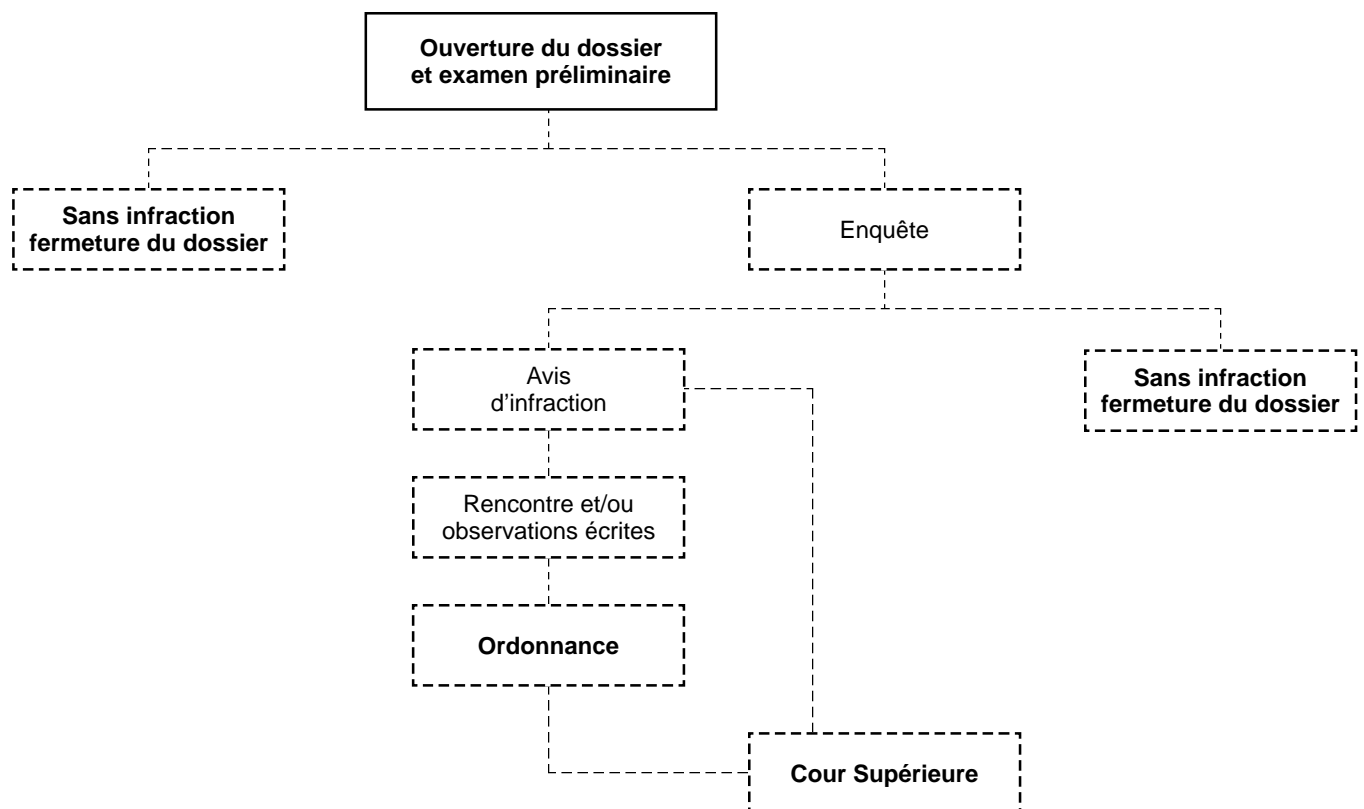 Ouverture du dossier
et examen préliminaire
Sans infraction
fermeture du dossier
Enquête
Avis
d’infraction
Sans infraction
fermeture du dossier
Rencontre et/ou
observations écrites
Ordonnance
Cour Supérieure